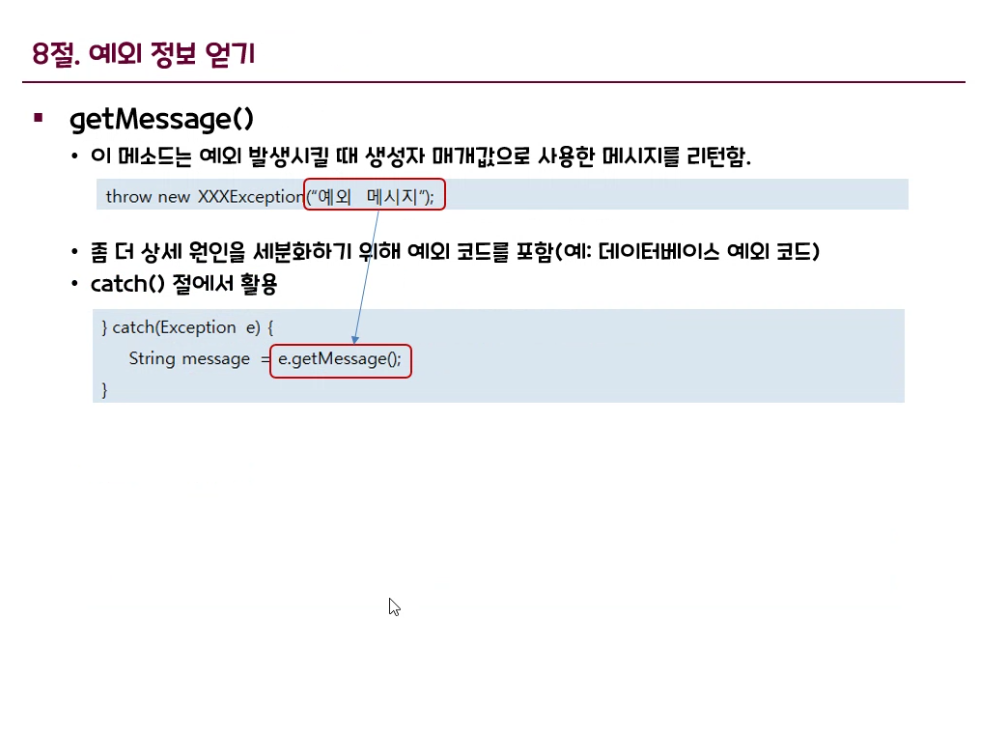 8절. 예외 정보 얻기
▪ getMessage()
• 이 메소드는 예외 발생시킬 때 생성자 매개값으로 사용한 메시지를 리턴함.
throw new XXXException(“예외 메시지”);
• 좀 더 상세 원인을 세분화하기 위해 예외 코드를 포함(예: 데이터베이스 예외 코드)
• catch() 절에서 활용
} catch(Exception e) {
String message = e.getMessage();
}